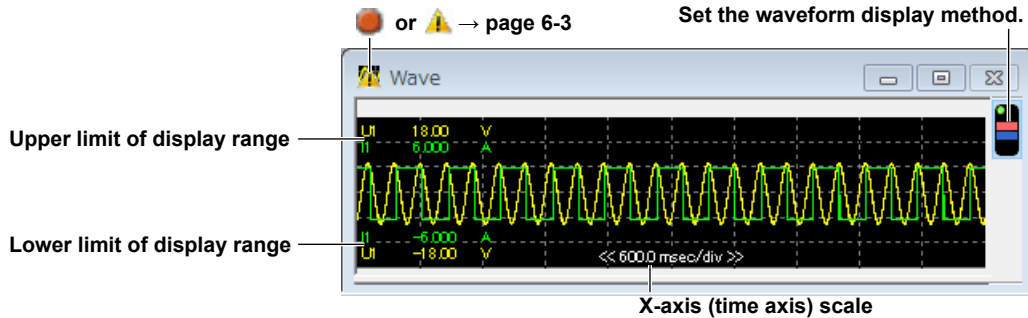 or → page 6-3
Set the waveform display method.
Wave
Upper limit of display range
U1 18.00 V
I1 6.000 A
Lower limit of display range
I1 -6.000 A
U1 -18.00 V
<< 600.0 msec/div >>
X-axis (time axis) scale